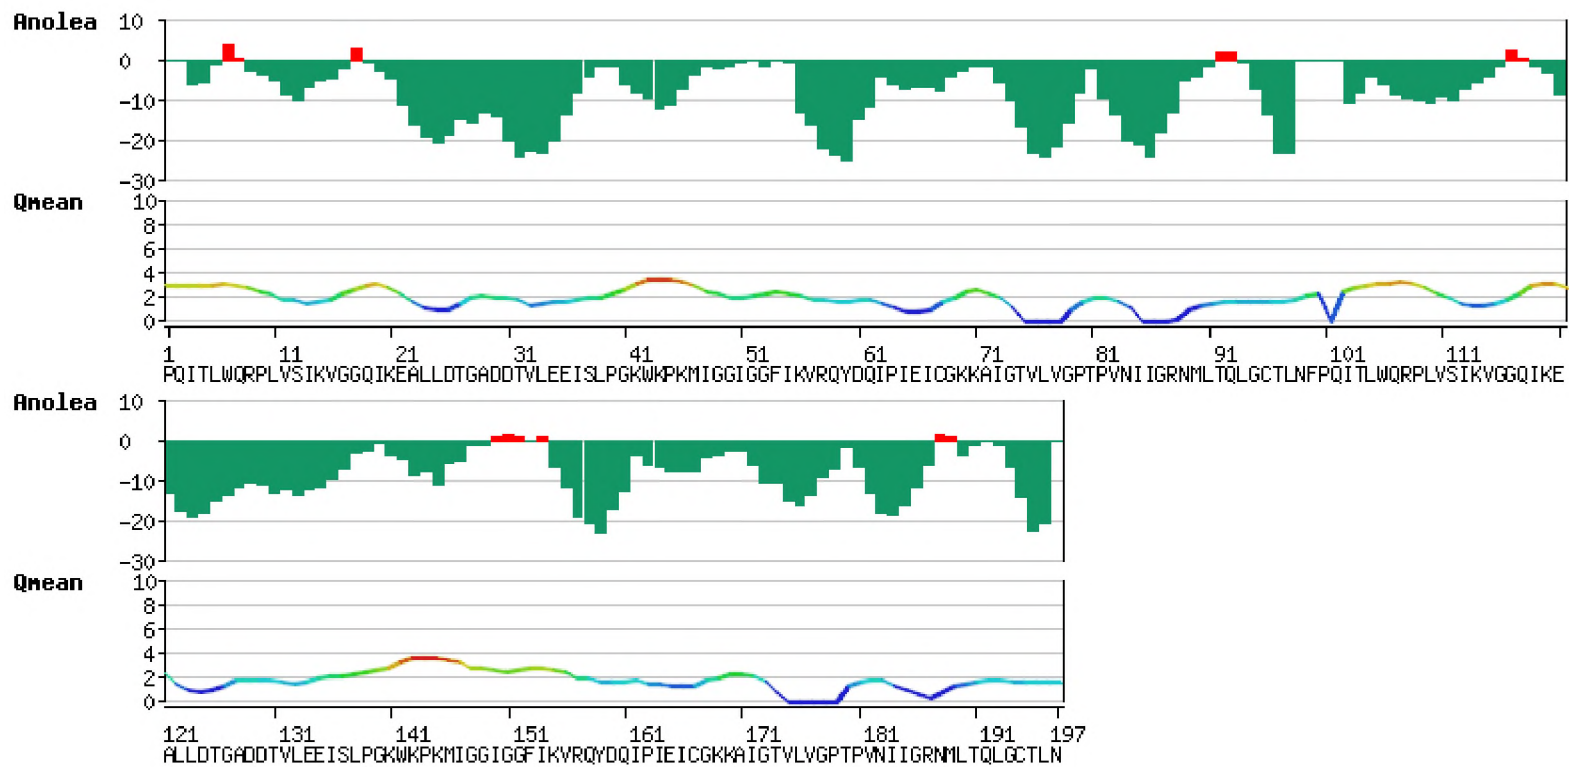 Anolea
10
0
-10
-20
-30
Qmean
10
8
6
4
2
0
1 11 21 31 41 51 61 71 81 91 101 111
PQITLWQRPLVSIKVGGQIKEALLDTGADDTVLEEISLPGKWKPKMIGGIGGFIKVRQYDQIPIEICGKKAIGTVLVGPTPVNIIGRNMLTQLGCTLNFPQITLWQRPLVSIKVGGQIKE
Anolea
10
0
-10
-20
-30
Qmean
10
8
6
4
2
0
121 131 141 151 161 171 181 191 197
ALLDTGADDTVLEEISLPGKWKPKMIGGIGGFIKVRQYDQIPIEICGKKAIGTVLVGPTPVNIIGRNMLTQLGCTLN